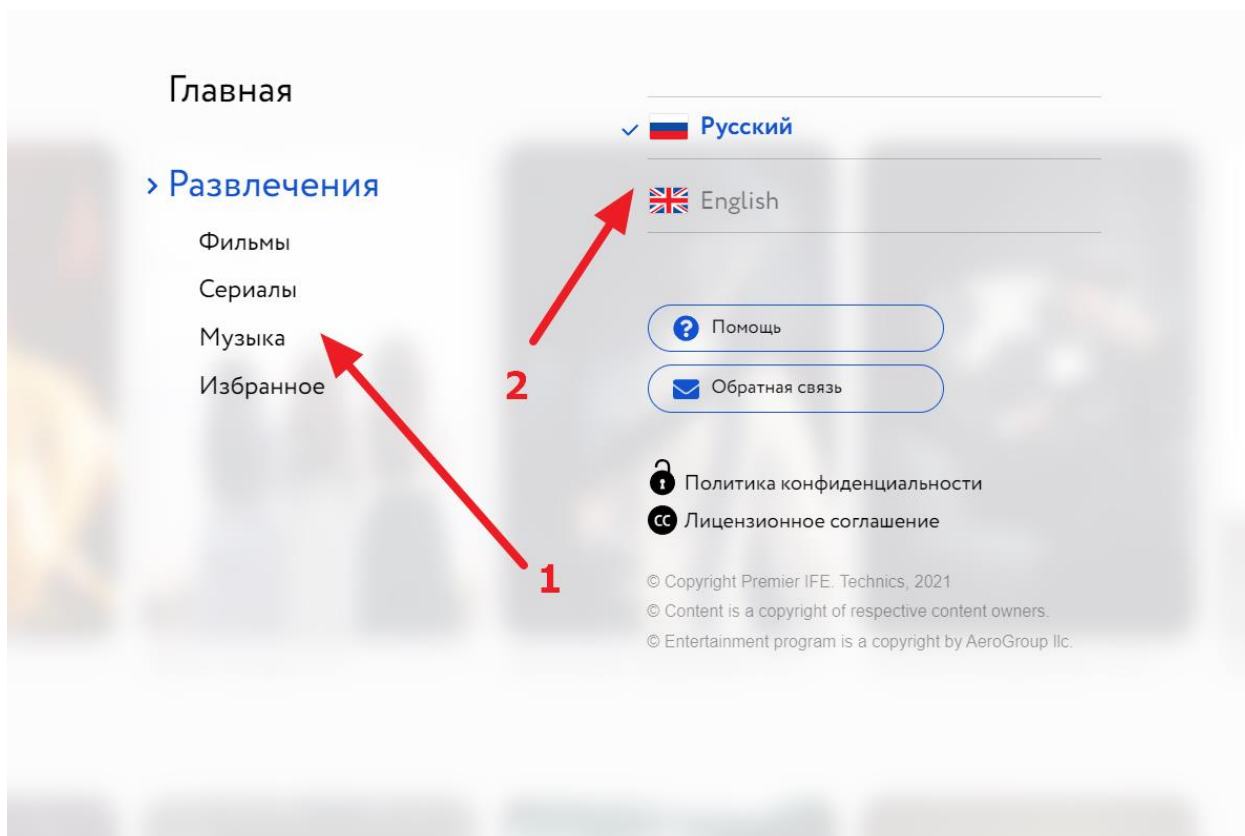 Главная
Развлечения
Фильмы
Сериалы
Музыка
Избранное
1
Русский
2
English
Помощь
Обратная связь
Политика конфиденциальности
cc Лицензионное соглашение
© Copyright Premier IFE. Technics, 2021
© Content is a copyright of respective content owners.
© Entertainment program is a copyright by AeroGroup llc.